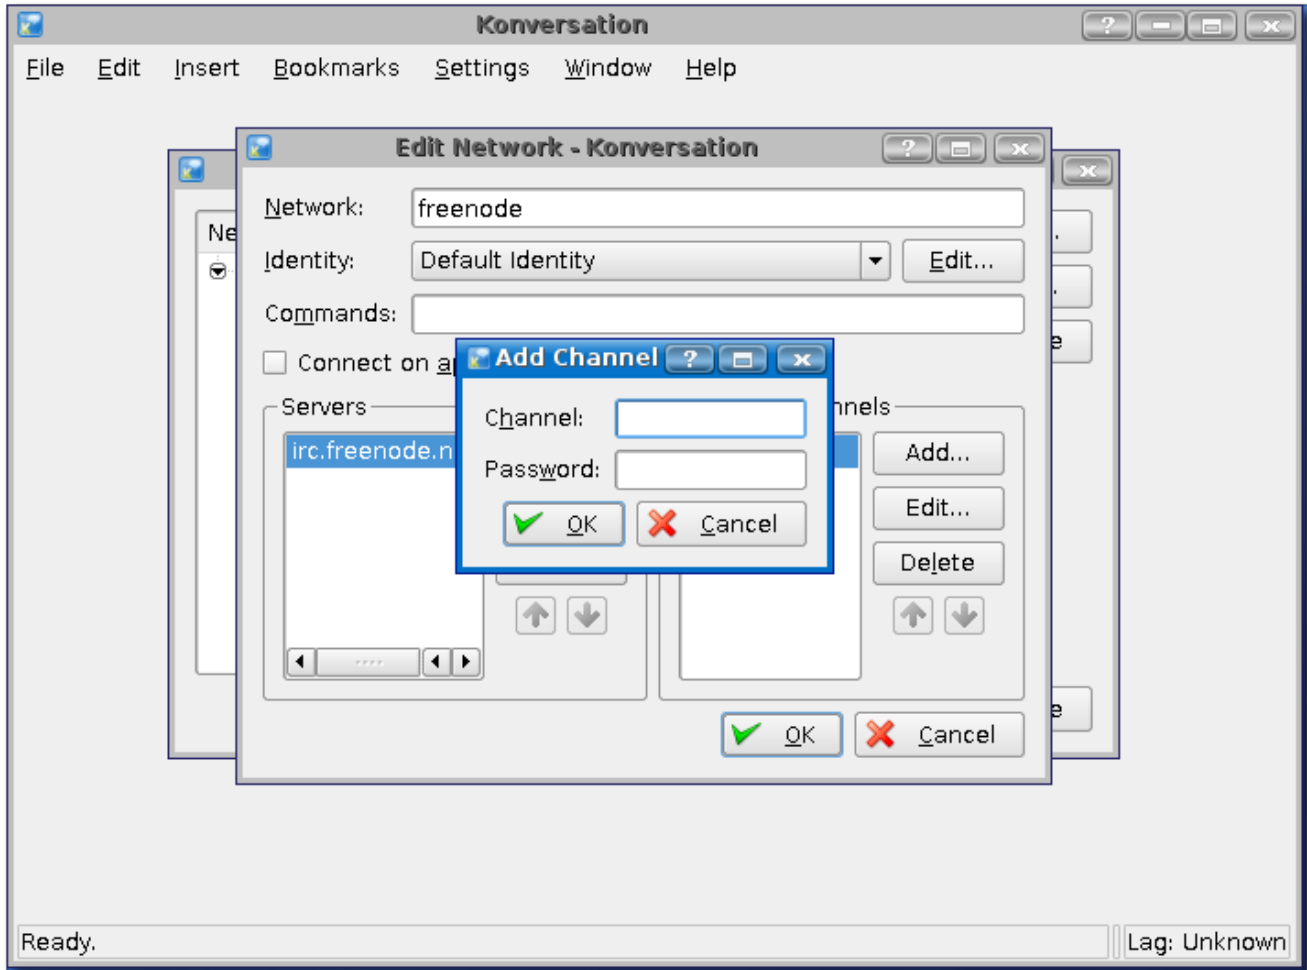 Konversation
File Edit Insert Bookmarks Settings Window Help
Edit Network - Konversation
Network: freenode
Ne
Identity: Default Identity Edit...
Commands:
e
Connect on ap
Add Channel
Servers
nnels
Channel:
irc.freenode.n
Add...
Password:
Edit...
OK Cancel
Delete
e
OK Cancel
Ready. Lag: Unknown